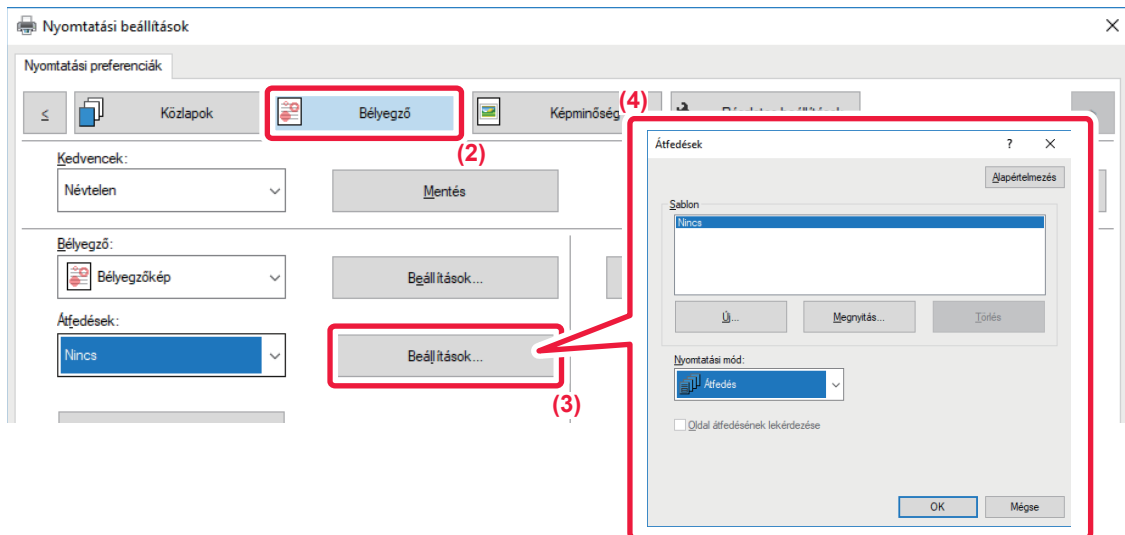 Nyomtatási beállítások
Nyomtatási preferenciák
< Közlapok Bélyegző Képminőség
(4)
(2)
Kedvencek:
Névtelen Mentés
Bélyegző:
Bélyegzőkép Beállítások...
Átfedések:
Nincs Beállítások...
(3)
Átfedések ?
Alapértelmezés
Sablon
Nincs
Új... Megnyitás... Törlés
Nyomtatási mód:
Átfedés
Oldal átfedésének lekérdezése
OK Mégse